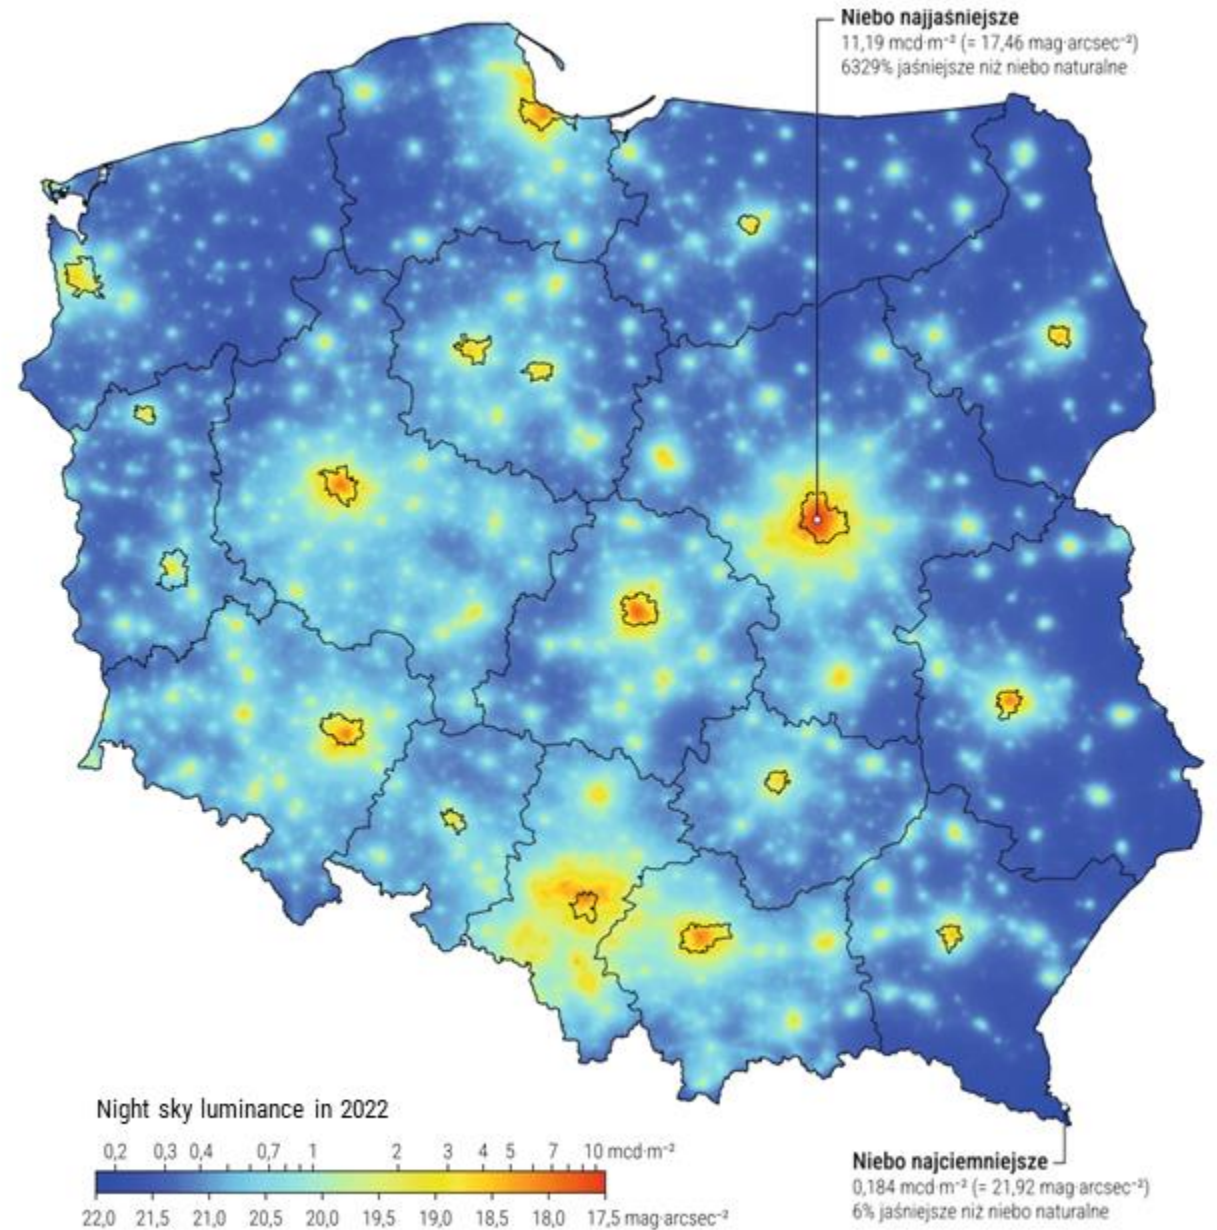 Niebo najjaśniejsze
11,19 mcd·m⁻² (= 17,46 mag·arcsec⁻²)
6329% jaśniejsze niż niebo naturalne
Night sky luminance in 2022
0,2 0,3 0,4 0,7 1 2 3 4 5 7 10 mcd·m⁻²
22,0 21,5 21,0 20,5 20,0 19,5 19,0 18,5 18,0 17,5 mag·arcsec⁻²
Niebo najciemniejsze
0,184 mcd m⁻² (= 21,92 mag·arcsec⁻²)
6% jaśniejsze niż niebo naturalne